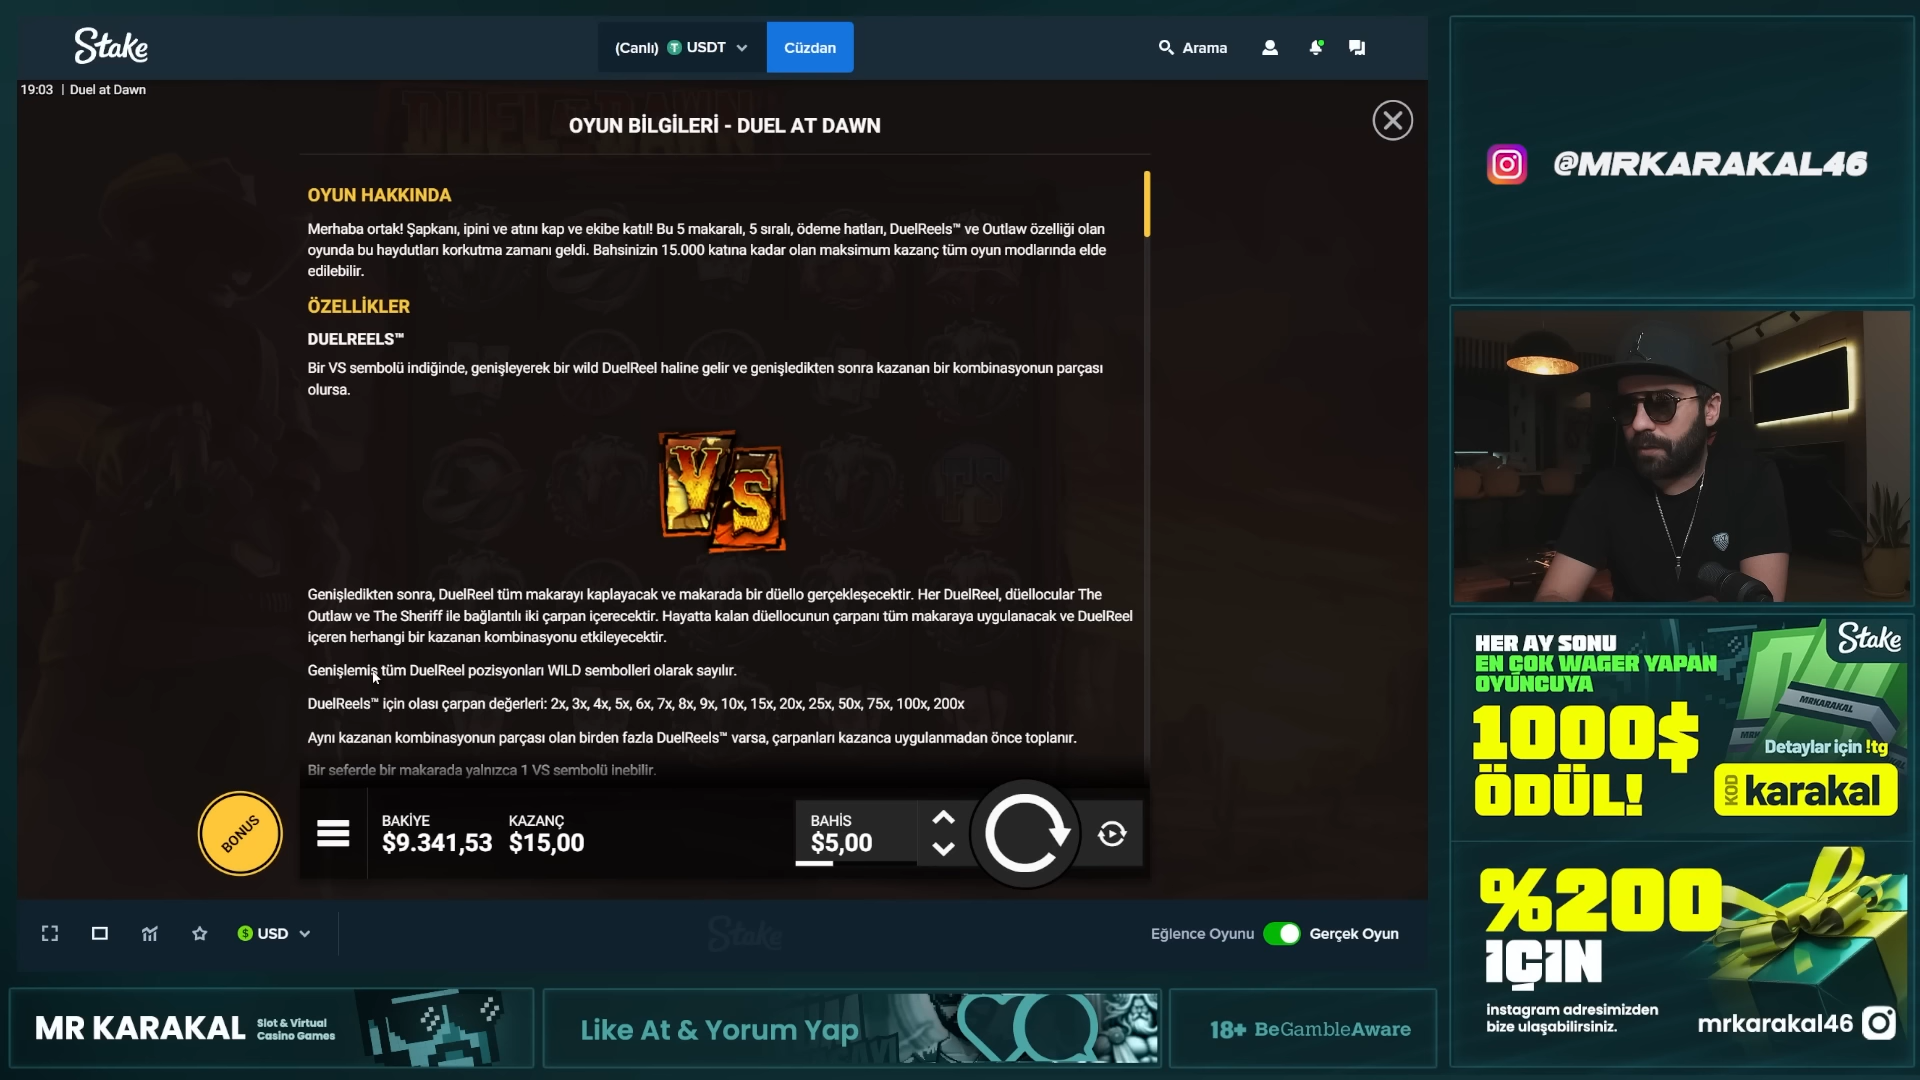 Stake
(Canlı) USDT
Cüzdan
Arama
19:03 | Duel at Dawn
OYUN BİLGİLERİ - DUEL AT DAWN
OYUN HAKKINDA
Merhaba ortak! Şapkanı, ipini ve atını kap ve ekibe katıl! Bu 5 makaralı, 5 sıralı, ödeme hatları, DuelReels™ ve Outlaw özelliği olan
oyunda bu haydutları korkutma zamanı geldi. Bahsinizin 15.000 katına kadar olan maksimum kazanç tüm oyun modlarında elde
edilebilir.
ÖZELLİKLER
DUELREELS™
Bir VS sembolü indiğinde, genişleyerek bir wild DuelReel haline gelir ve genişledikten sonra kazanan bir kombinasyonun parçası
olursa.
VS
Genişledikten sonra, DuelReel tüm makarayı kaplayacak ve makarada bir düello gerçekleşecektir. Her DuelReel, düellocular The
Outlaw ve The Sheriff ile bağlantılı iki çarpan içerecektir. Hayatta kalan düellocunun çarpanı tüm makaraya uygulanacak ve DuelReel
içeren herhangi bir kazanan kombinasyonu etkileyecektir.
Genişlemiş tüm DuelReel pozisyonları WILD sembolleri olarak sayılır.
DuelReels™ için olası çarpan değerleri: 2x, 3x, 4x, 5x, 6x, 7x, 8x, 9x, 10x, 15x, 20x, 25x, 50x, 75x, 100x, 200x
Aynı kazanan kombinasyonun parçası olan birden fazla DuelReels™ varsa, çarpanları kazanca uygulanmadan önce toplanır.
Bir seferde bir makarada yalnızca 1 VS sembolü inebilir.
BONUS
BAKİYE
$9.341,53
KAZANÇ
$15,00
BAHİS
$5,00
USD
Stake
Eğlence Oyunu
Gerçek Oyun
MR KARAKAL
Slot & Virtual
Casino Games
Like At & Yorum Yap
18+ BeGambleAware
@MRKARAKAL46
HER AY SONU
EN ÇOK WAGER YAPAN
OYUNCUYA
1000$
ÖDÜL!
Stake
MRKARAKAL
Detaylar için !tg
KOD karakal
%200
İÇİN
instagram adresimizden
bize ulaşabilirsiniz.
mrkarakal46